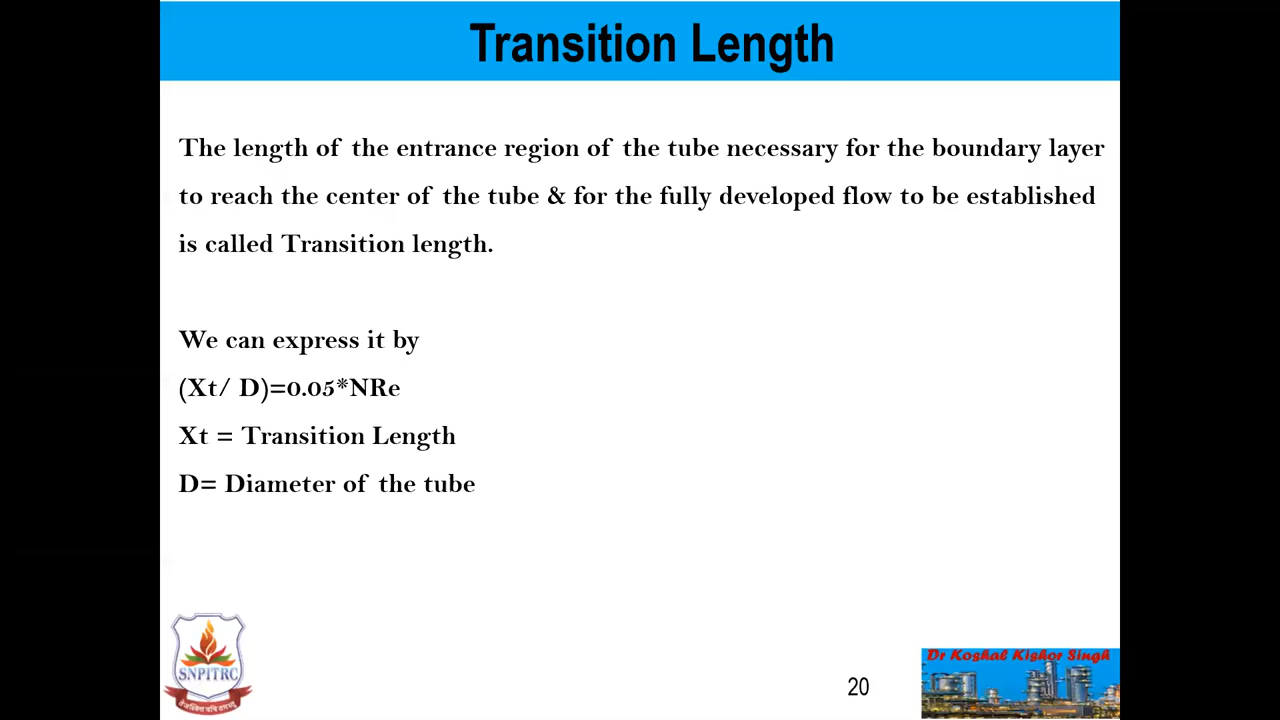 Transition Length
The length of the entrance region of the tube necessary for the boundary layer
to reach the center of the tube & for the fully developed flow to be established
is called Transition length.
We can express it by
(Xt/ D)=0.05*NRe
Xt = Transition Length
D= Diameter of the tube
SNPITRC
20
Dr Koshal Kishor Singh